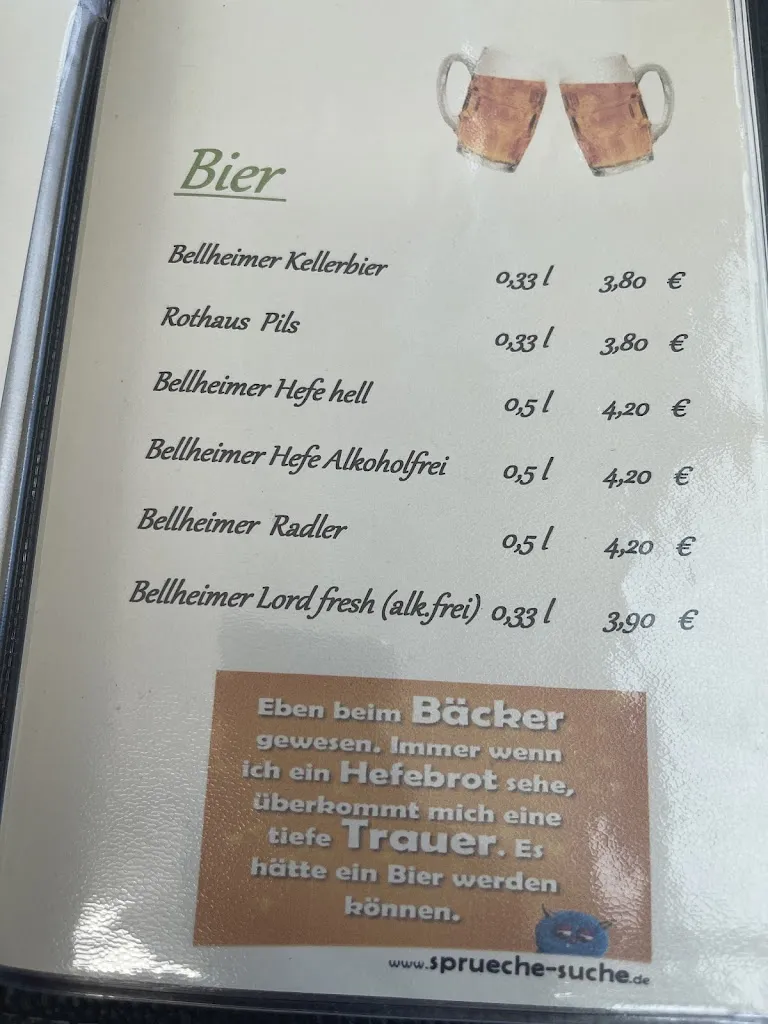 Bier
Bellheimer Kellerbier 0,33 l 3,80 €
Rothaus Pils 0,33 l 3,80 €
Bellheimer Hefe hell 0,5 l 4,20 €
Bellheimer Hefe Alkoholfrei 0,5 l 4,20 €
Bellheimer Radler 0,5 l 4,20 €
Bellheimer Lord fresh (alk.frei) 0,33 l 3,90 €
Eben beim Bäcker
gewesen. Immer wenn
ich ein Hefebrot sehe,
überkommt mich eine
tiefe Trauer. Es
hätte ein Bier werden
können.
www.sprueche-suche.de